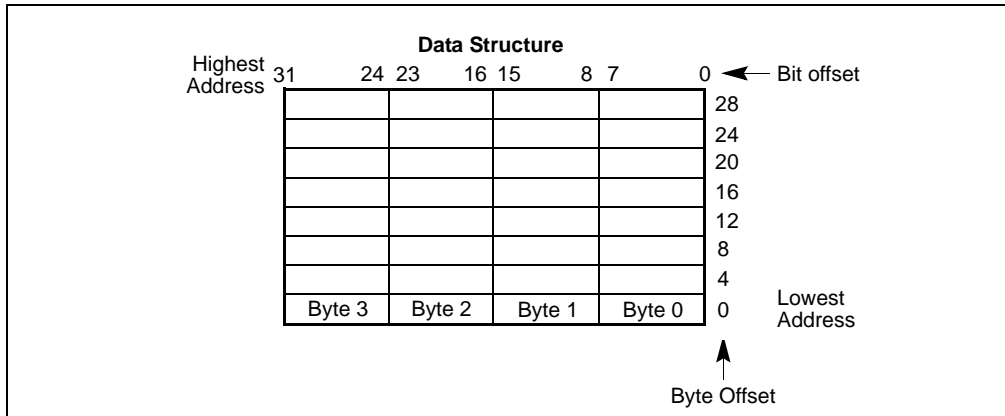 Data Structure
Highest
Address
31 24 23 16 15 8 7 0
Bit offset
28
24
20
16
12
8
4
Byte 3 Byte 2 Byte 1 Byte 0 0
Lowest
Address
Byte Offset